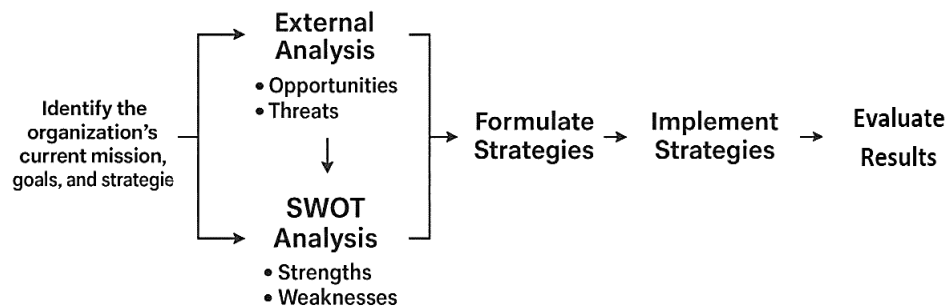 Identify the
organization's
current mission,
goals, and strategie
External
Analysis
• Opportunities
• Threats
SWOT
Analysis
• Strengths
• Weaknesses
Formulate
Strategies
Implement
Strategies
Evaluate
Results